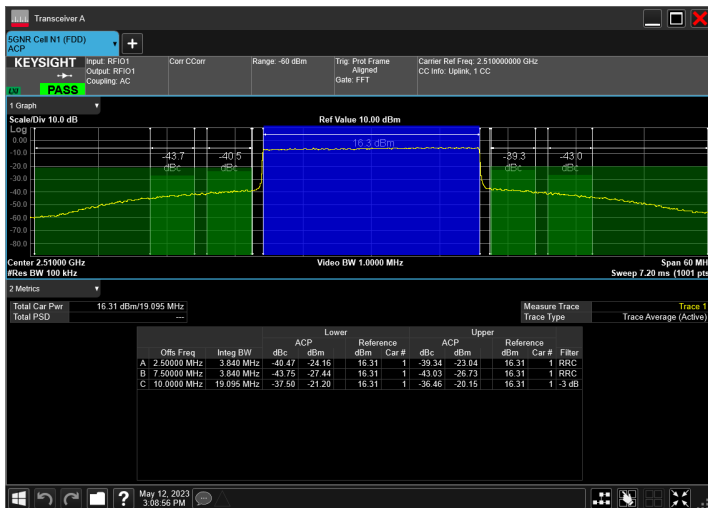 Transceiver A
5GNR Cell N1 (FDD)
ACP
KEYSIGHT
Input: RFIO1
Output: RFIO1
Coupling: AC
Corr CCorr
Range: -60 dBm
Trig: Prot Frame
Aligned
Gate: FFT
Carrier Ref Freq: 2.510000000 GHz
CC Info: Uplink, 1 CC
PASS
1 Graph
Scale/Div 10.0 dB
Ref Value 10.00 dBm
Log
0.00
-10.0
-20.0
-30.0
-40.0
-50.0
-60.0
-70.0
-80.0
-43.7
dBc
-40.5
dBc
16.3 dBm
-39.3
dBc
-43.0
dBc
Center 2.51000 GHz
Video BW 1.0000 MHz
Span 60 MH
#Res BW 100 kHz
Sweep 7.20 ms (1001 pts
2 Metrics
Total Car Pwr 16.31 dBm/19.095 MHz
Total PSD ---
Measure Trace Trace 1
Trace Type Trace Average (Active)
Lower Upper
ACP Reference ACP Reference
Offs Freq Integ BW dBc dBm dBm Car # dBc dBm dBm Car # Filter
A 2.50000 MHz 3.840 MHz -40.47 -24.16 16.31 1 -39.34 -23.04 16.31 1 RRC
B 7.50000 MHz 3.840 MHz -43.75 -27.44 16.31 1 -43.03 -26.73 16.31 1 RRC
C 10.0000 MHz 19.095 MHz -37.50 -21.20 16.31 1 -36.46 -20.15 16.31 1 -3 dB
?
May 12, 2023
3:08:56 PM